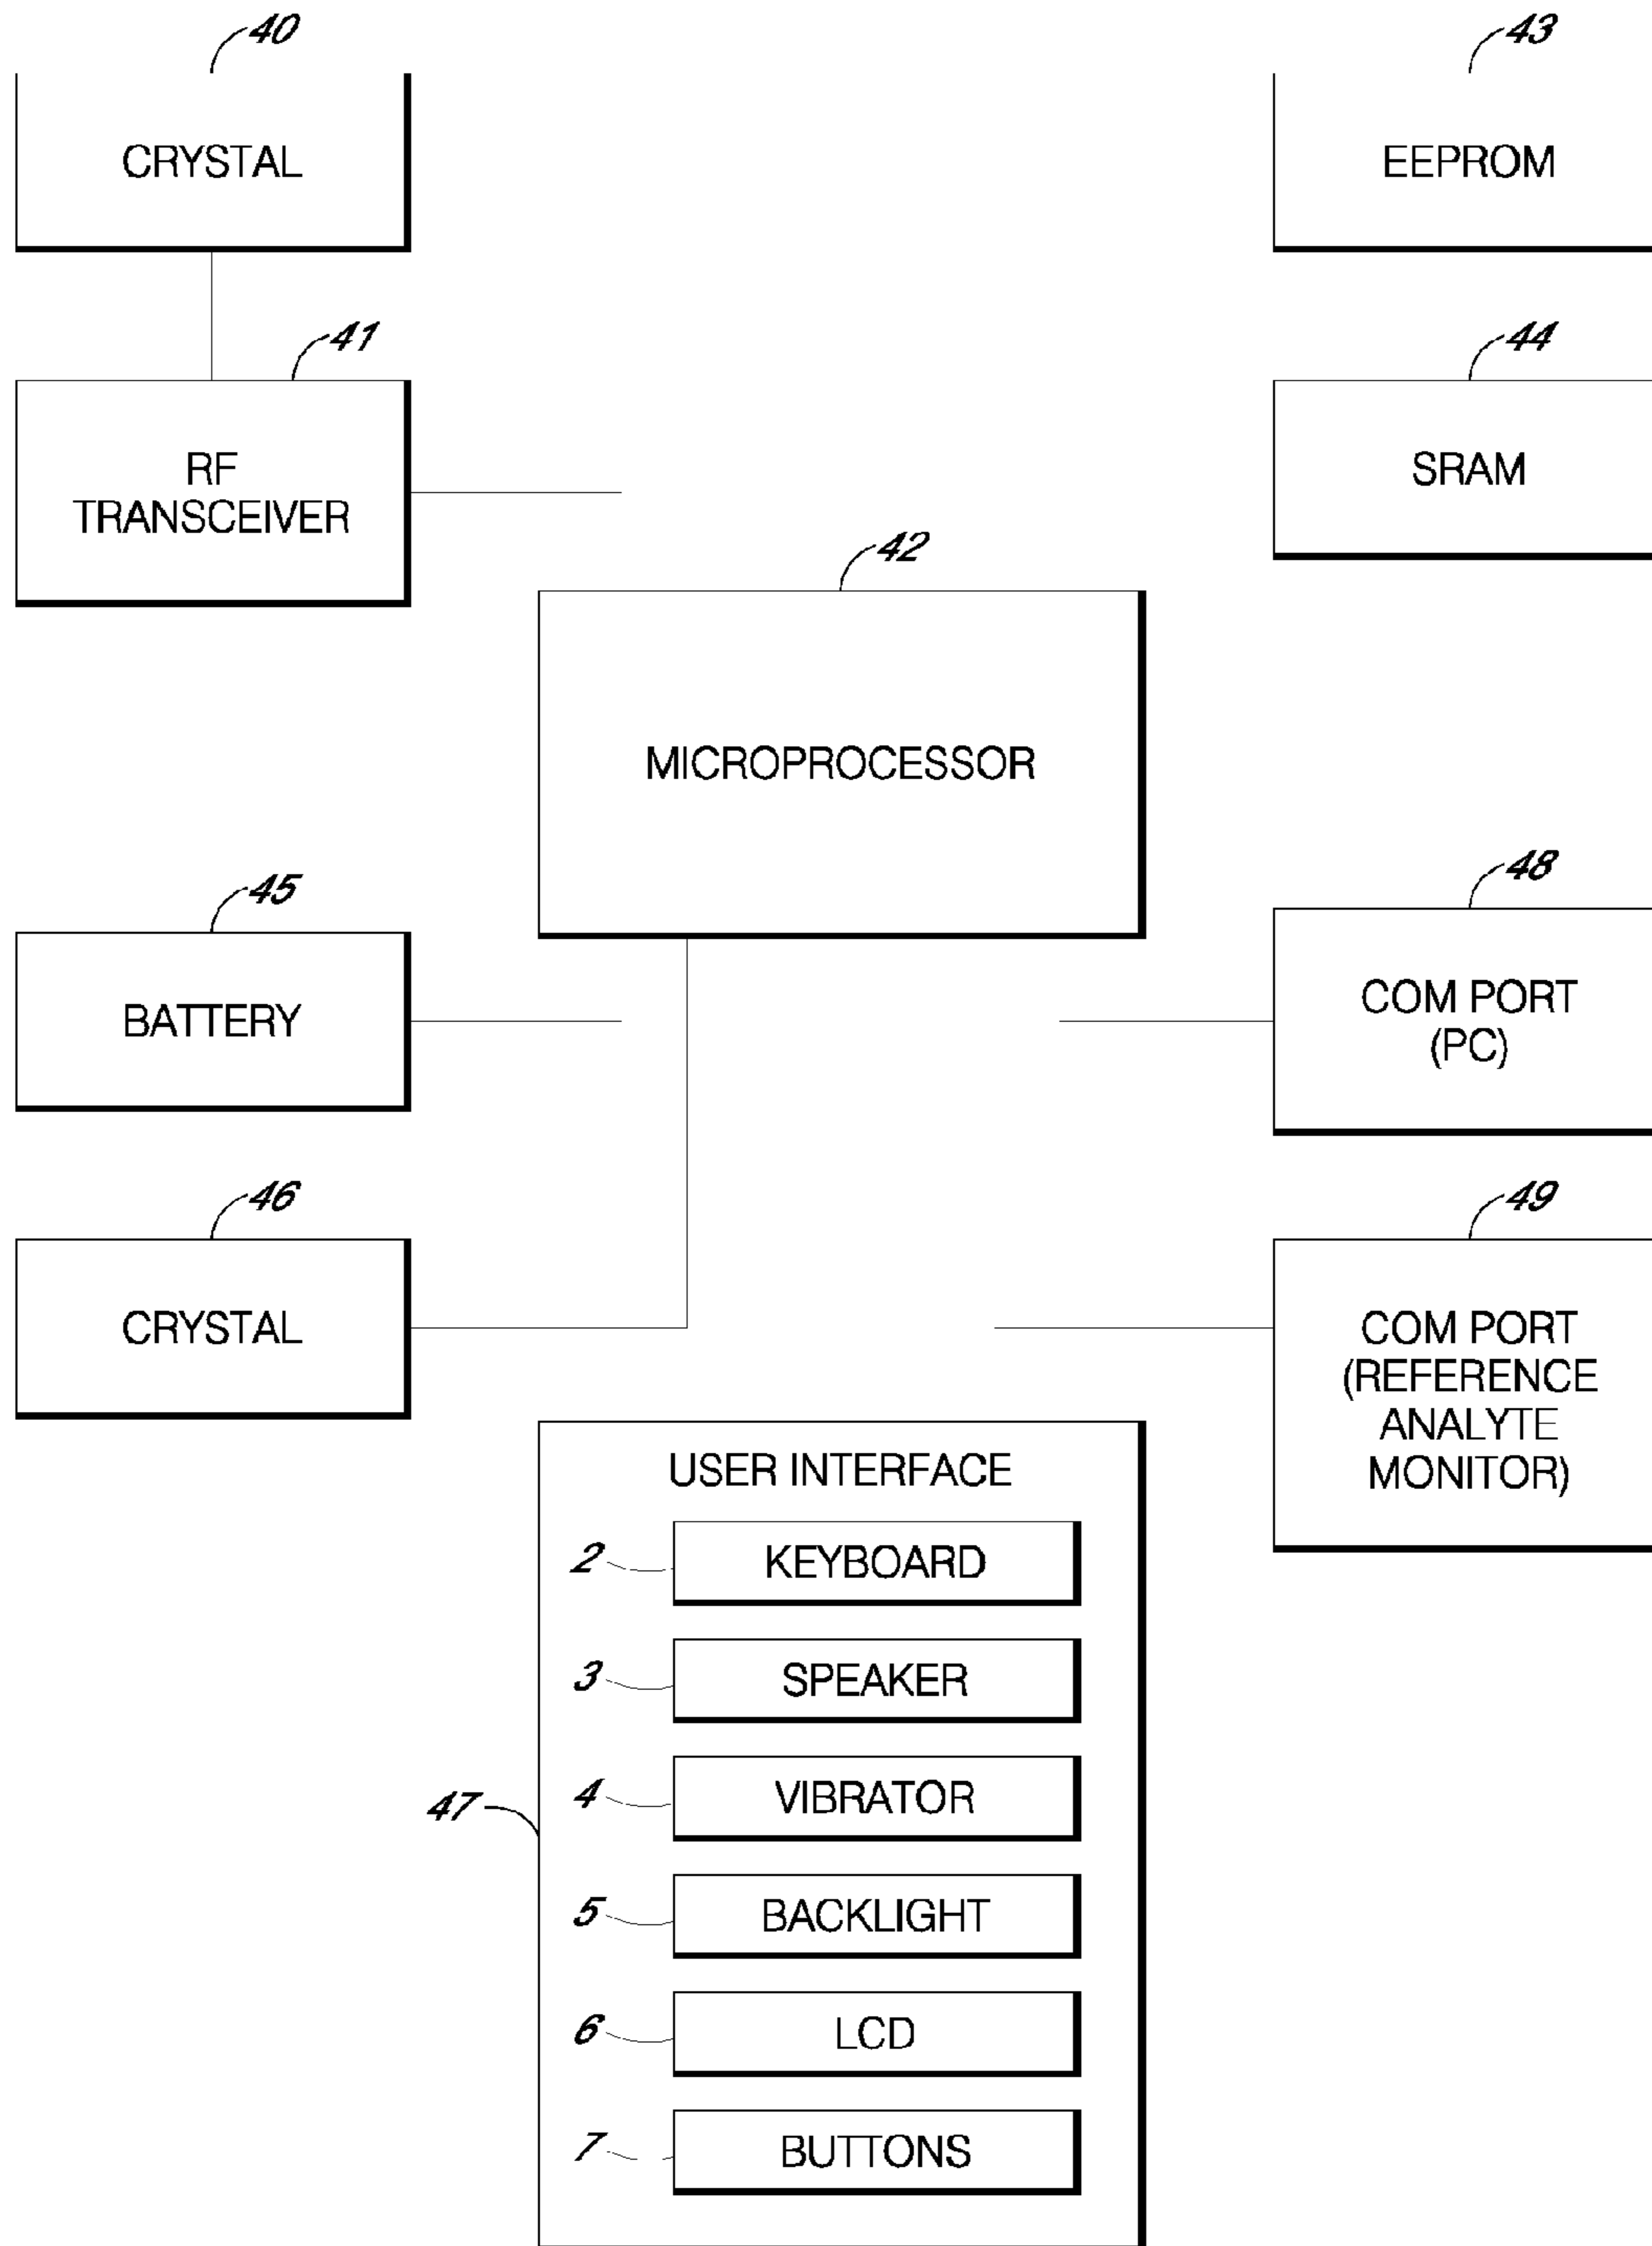 40
CRYSTAL
43
EEPROM
41
RF
TRANSCEIVER
44
SRAM
42
MICROPROCESSOR
45
BATTERY
48
COM PORT
(PC)
46
CRYSTAL
49
COM PORT
(REFERENCE
ANALYTE
MONITOR)
47
USER INTERFACE
2
KEYBOARD
3
SPEAKER
4
VIBRATOR
5
BACKLIGHT
6
LCD
7
BUTTONS